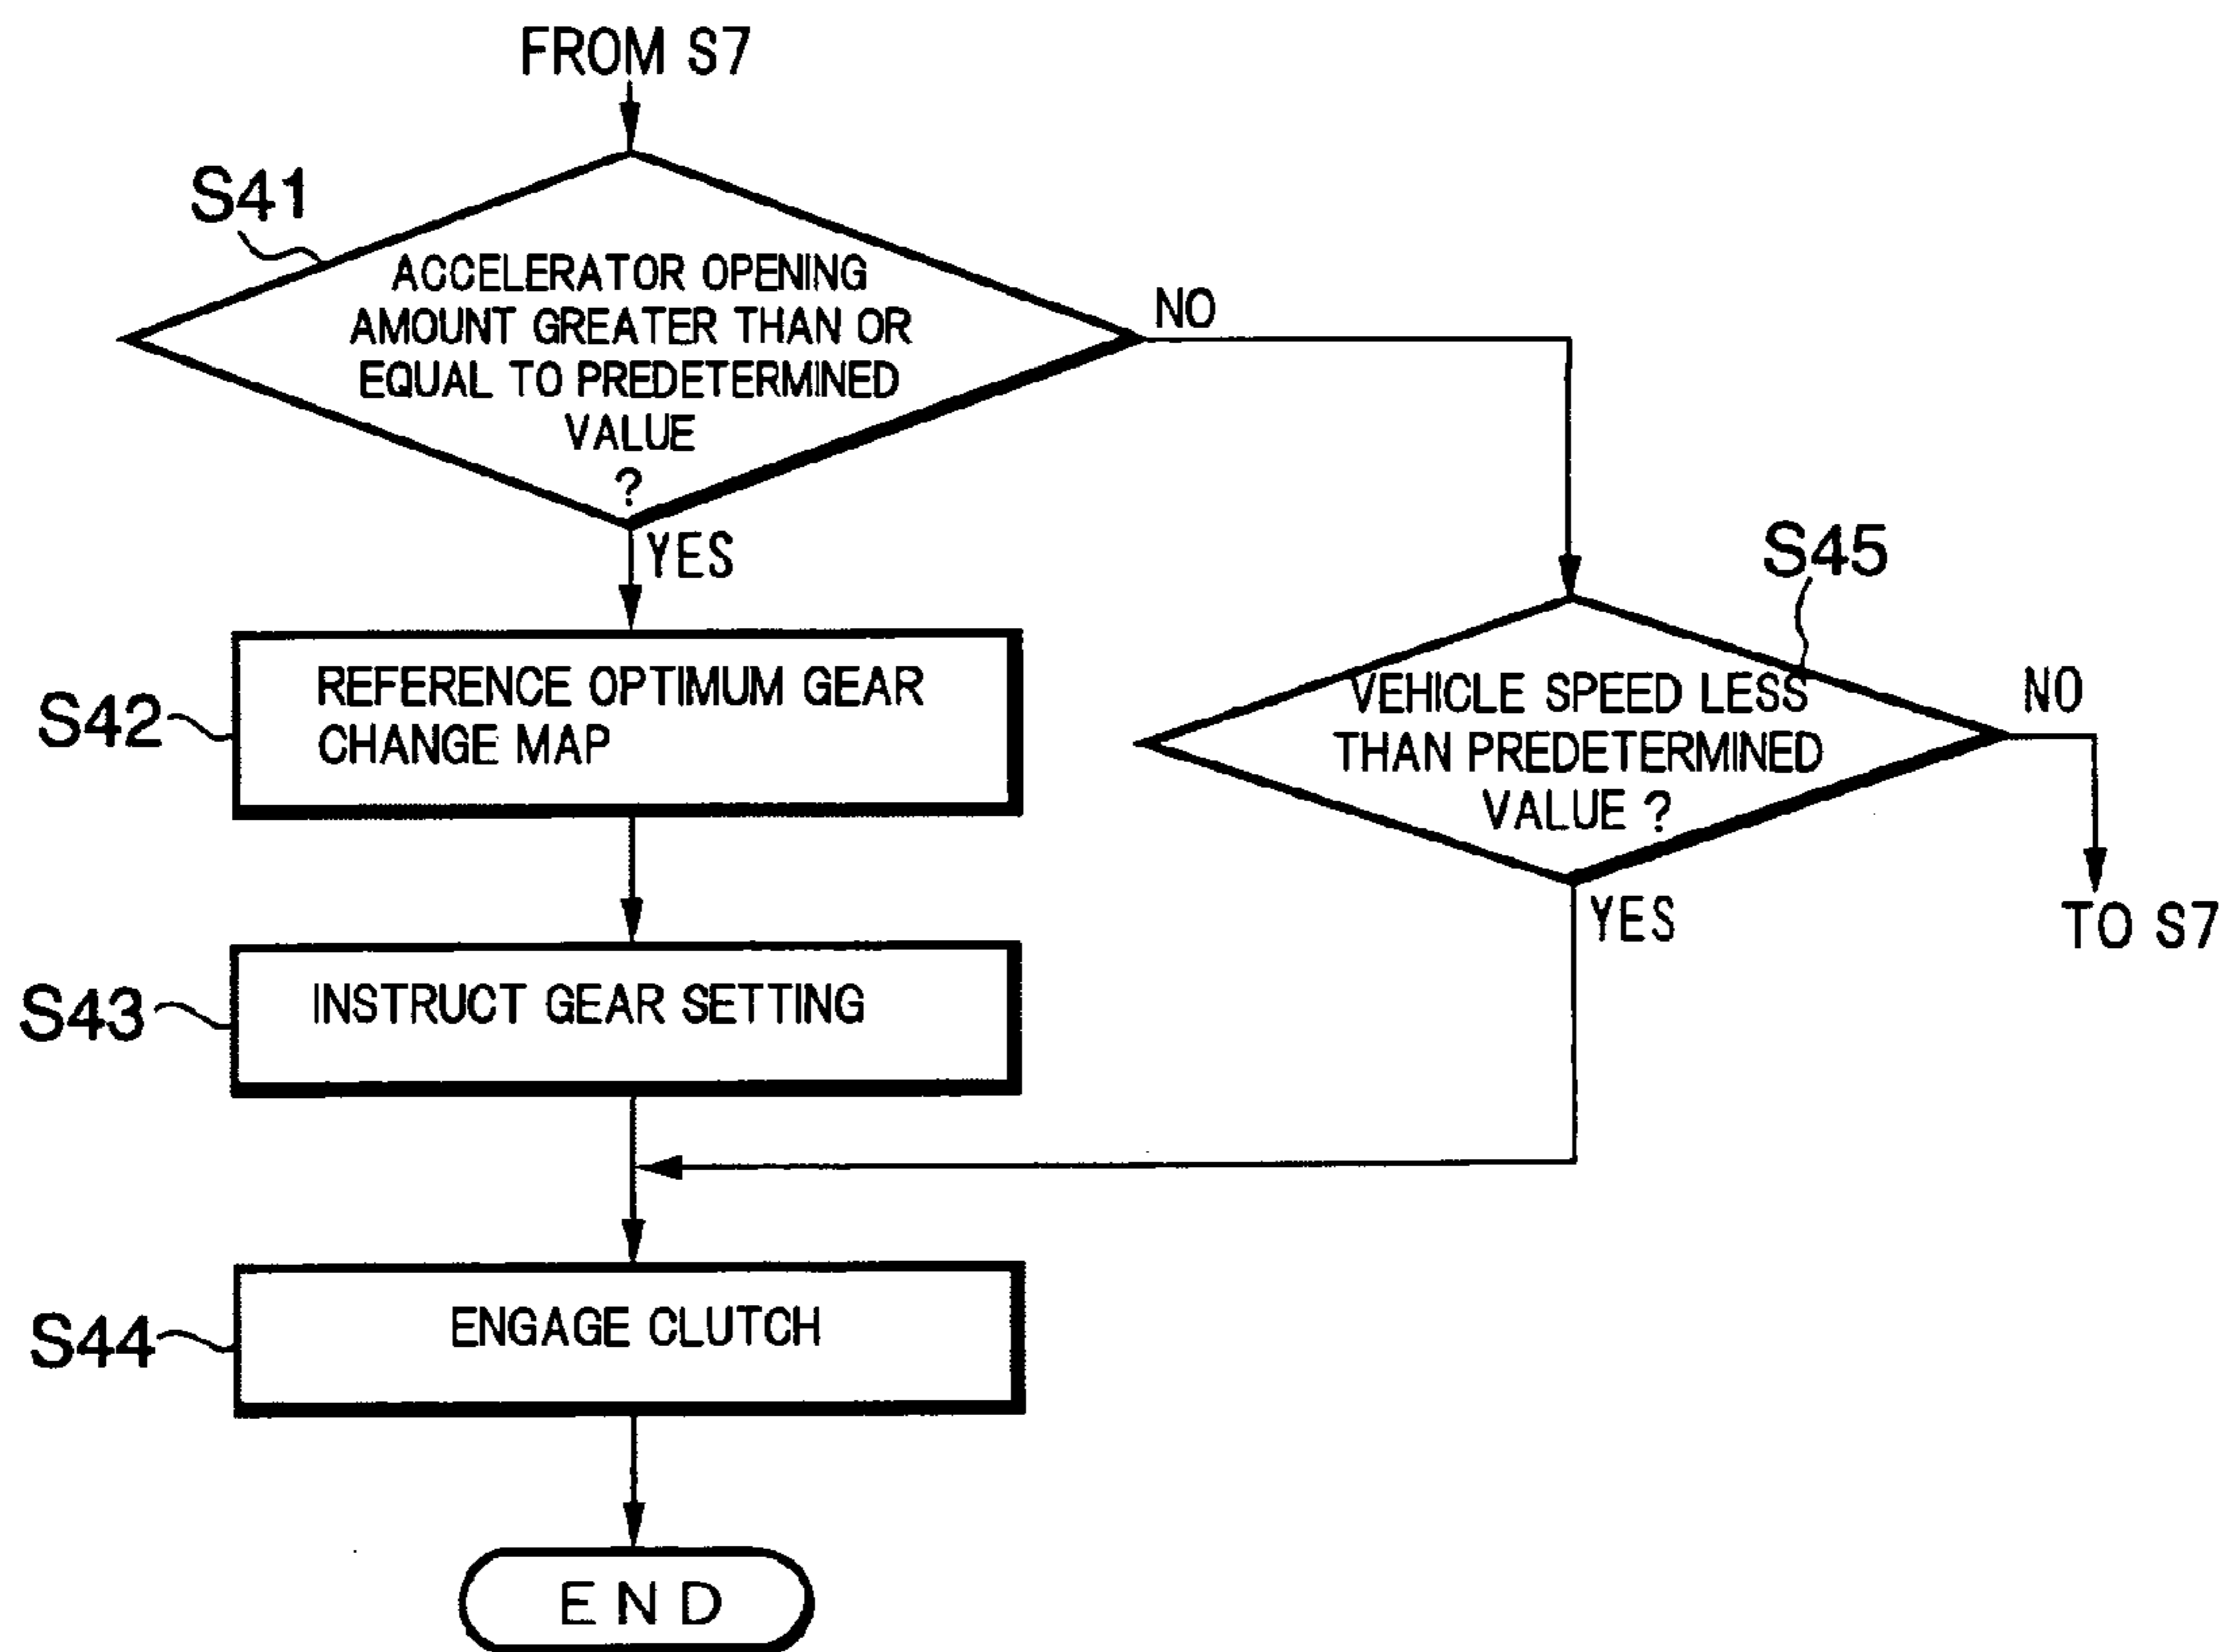 FROM S7
S41
ACCELERATOR OPENING
AMOUNT GREATER THAN OR
EQUAL TO PREDETERMINED
VALUE
?
NO
YES
S45
VEHICLE SPEED LESS
THAN PREDETERMINED
VALUE ?
NO
YES
TO S7
S42
REFERENCE OPTIMUM GEAR
CHANGE MAP
S43
INSTRUCT GEAR SETTING
S44
ENGAGE CLUTCH
END